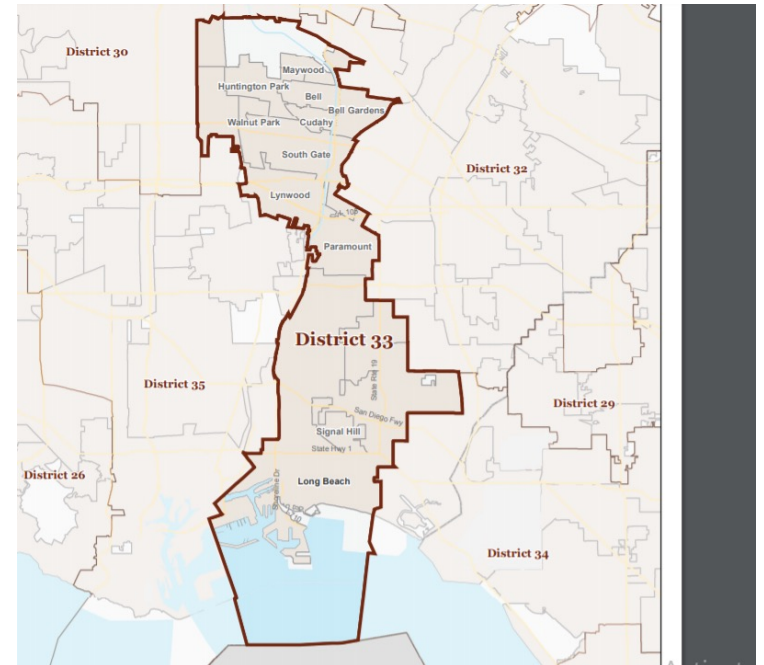 District 30
Maywood
Huntington Park
Bell
Bell Gardens
Walnut Park
Cudahy
South Gate
District 32
Lynwood
Paramount
District 33
State Rte 19
District 35
District 29
San Diego Fwy
Signal Hill
State Hwy 1
District 26
Long Beach
Shoreline Dr
District 34